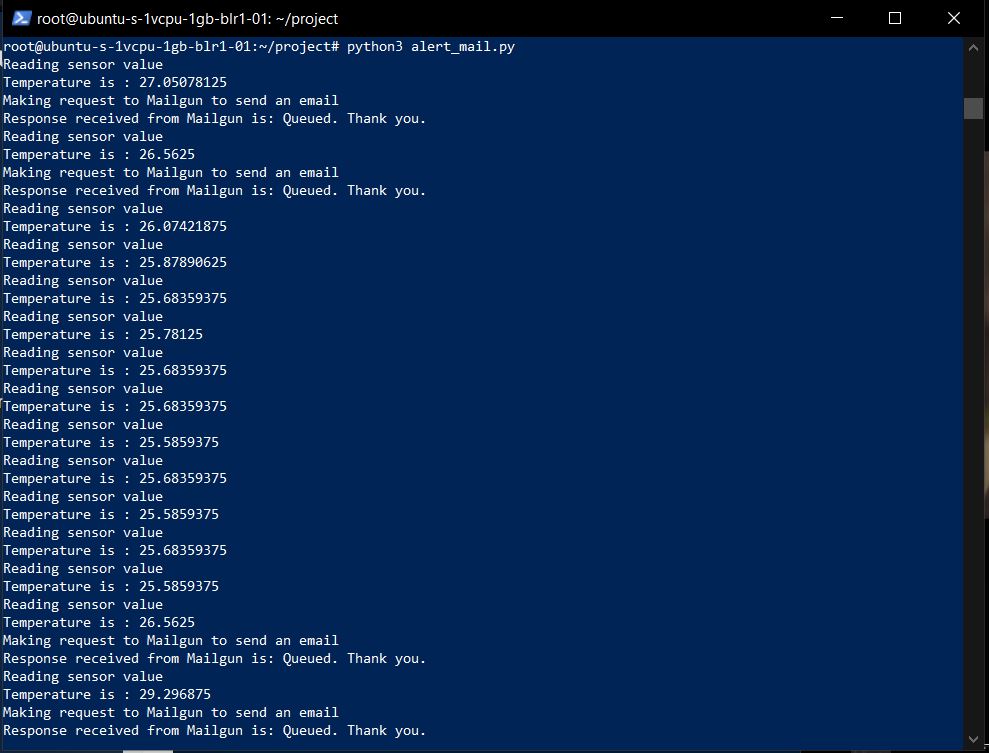 root@ubuntu-s-1vcpu-1gb-blr1-01: ~/project
root@ubuntu-s-1vcpu-1gb-blr1-01:~/project# python3 alert_mail.py
Reading sensor value
Temperature is : 27.05078125
Making request to Mailgun to send an email
Response received from Mailgun is: Queued. Thank you.
Reading sensor value
Temperature is : 26.5625
Making request to Mailgun to send an email
Response received from Mailgun is: Queued. Thank you.
Reading sensor value
Temperature is : 26.07421875
Reading sensor value
Temperature is : 25.87890625
Reading sensor value
Temperature is : 25.68359375
Reading sensor value
Temperature is : 25.78125
Reading sensor value
Temperature is : 25.68359375
Reading sensor value
Temperature is : 25.68359375
Reading sensor value
Temperature is : 25.5859375
Reading sensor value
Temperature is : 25.68359375
Reading sensor value
Temperature is : 25.5859375
Reading sensor value
Temperature is : 25.68359375
Reading sensor value
Temperature is : 25.5859375
Reading sensor value
Temperature is : 26.5625
Making request to Mailgun to send an email
Response received from Mailgun is: Queued. Thank you.
Reading sensor value
Temperature is : 29.296875
Making request to Mailgun to send an email
Response received from Mailgun is: Queued. Thank you.